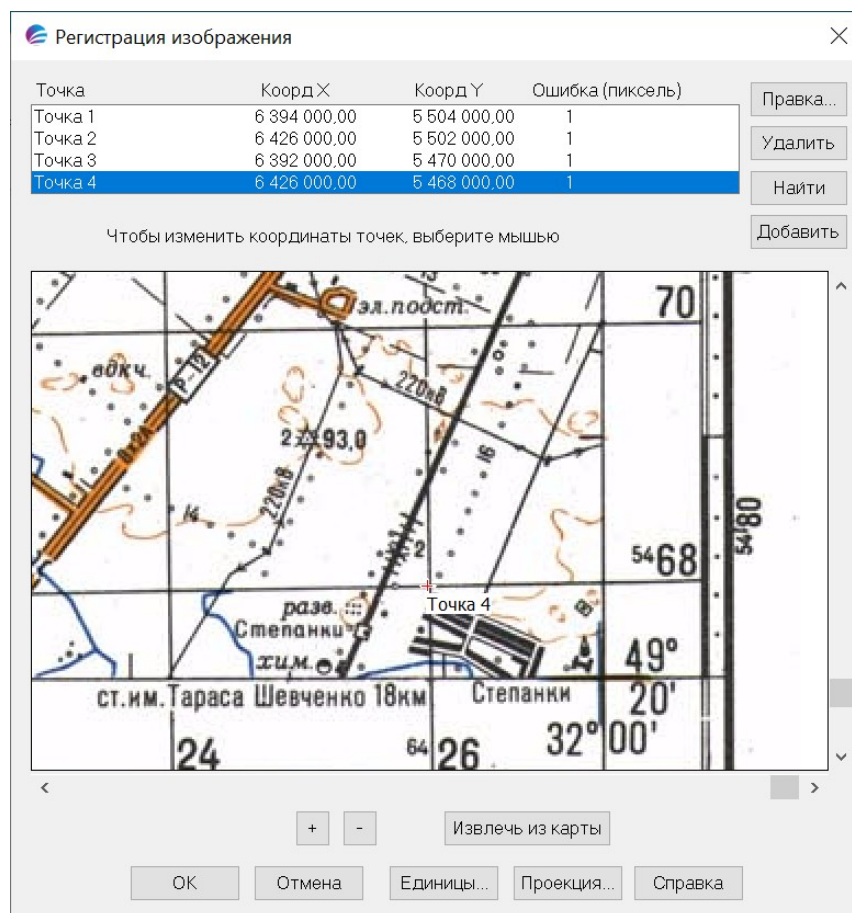 Регистрация изображения
Точка Коорд X Коорд Y Ошибка (пиксель)
Точка 1 6 394 000,00 5 504 000,00 1
Точка 2 6 426 000,00 5 502 000,00 1
Точка 3 6 392 000,00 5 470 000,00 1
Точка 4 6 426 000,00 5 468 000,00 1
Правка...
Удалить
Найти
Добавить
Чтобы изменить координаты точек, выберите мышью
70
эл.подст.
вдкч.
Р-12
220кВ
8х2А
2 93,0
16
220кВ
14
2
5480
5468
Точка 4
разв.
Степанки
хим.
49°
20'
ст.им.Тараса Шевченко 18км
Степанки
32° 00'
24
6426
+ -
Извлечь из карты
OK
Отмена
Единицы...
Проекция...
Справка